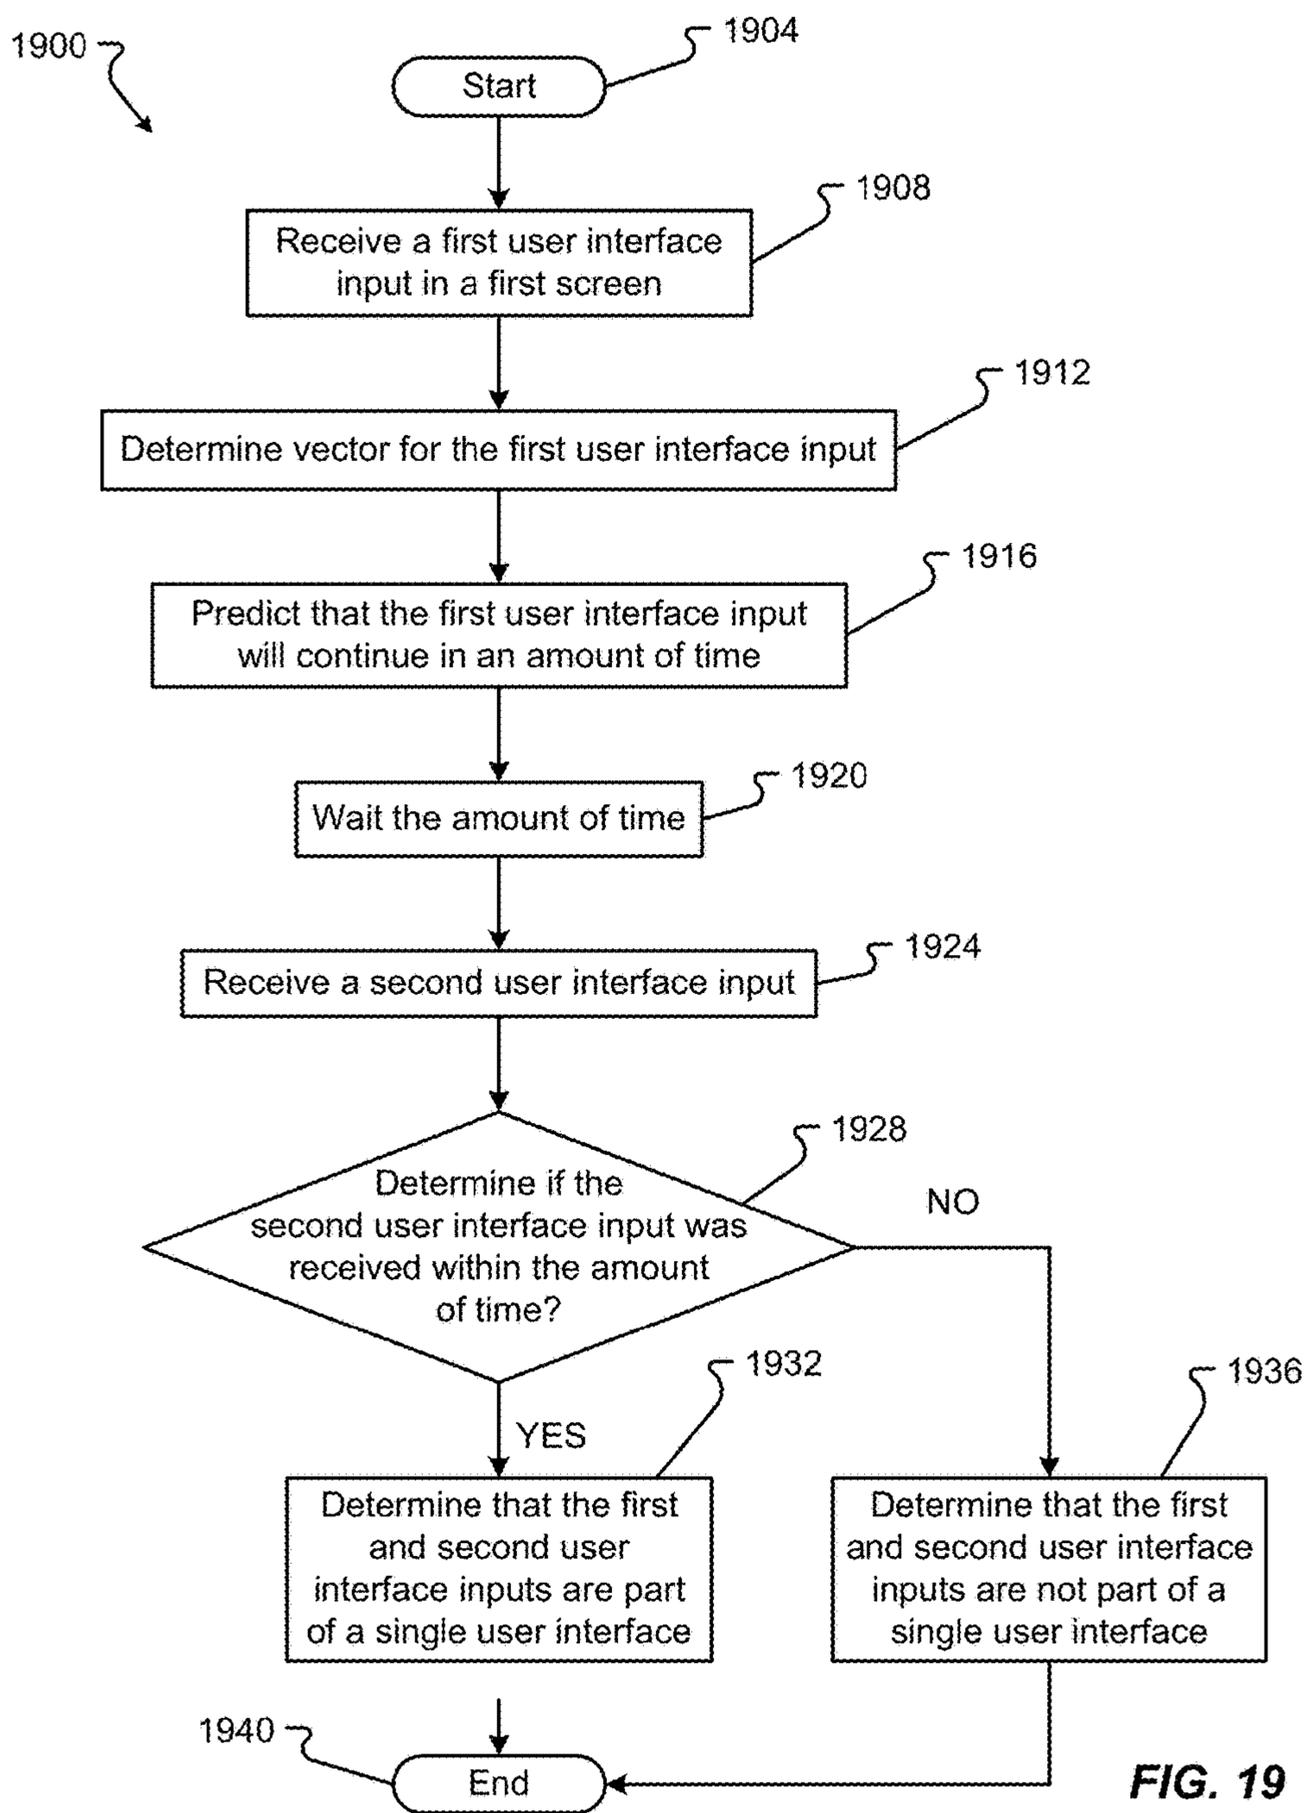 1900
1904
Start
1908
Receive a first user interface
input in a first screen
1912
Determine vector for the first user interface input
1916
Predict that the first user interface input
will continue in an amount of time
1920
Wait the amount of time
1924
Receive a second user interface input
1928
Determine if the
second user interface input was
received within the amount
of time?
NO
YES
1932
Determine that the first
and second user
interface inputs are part
of a single user interface
1936
Determine that the first
and second user interface
inputs are not part of a
single user interface
1940
End
FIG. 19